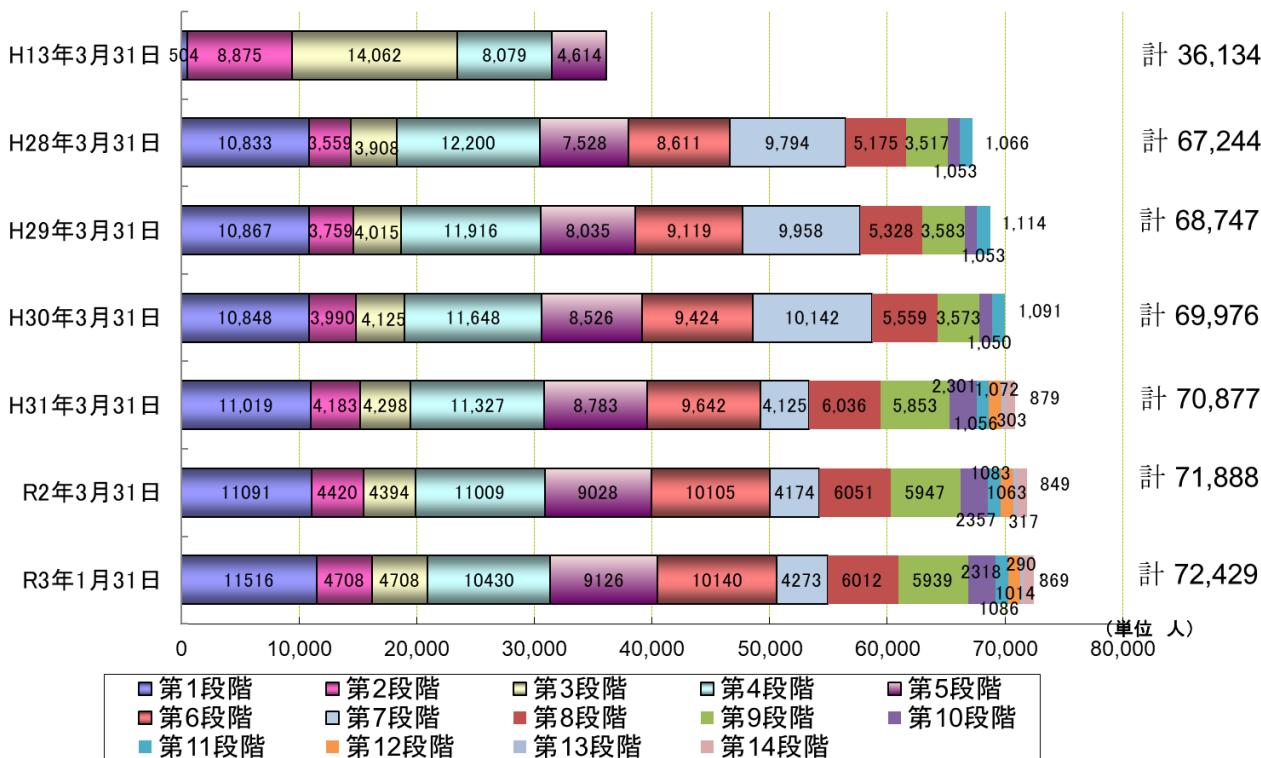 H13年3月31日 504 8,875 14,062 8,079 4,614 計 36,134
H28年3月31日 10,833 3,559 3,908 12,200 7,528 8,611 9,794 5,175 3,517 1,053 1,066 計 67,244
H29年3月31日 10,867 3,759 4,015 11,916 8,035 9,119 9,958 5,328 3,583 1,053 1,114 計 68,747
H30年3月31日 10,848 3,990 4,125 11,648 8,526 9,424 10,142 5,559 3,573 1,050 1,091 計 69,976
H31年3月31日 11,019 4,183 4,298 11,327 8,783 9,642 4,125 6,036 5,853 2,301 1,056 1,072 303 879 計 70,877
R2年3月31日 11091 4420 4394 11009 9028 10105 4174 6051 5947 2357 1083 1063 317 849 計 71,888
R3年1月31日 11516 4708 4708 10430 9126 10140 4273 6012 5939 2318 1086 1014 290 869 計 72,429
(単位 人)
0 10,000 20,000 30,000 40,000 50,000 60,000 70,000 80,000
第1段階 第2段階 第3段階 第4段階 第5段階
第6段階 第7段階 第8段階 第9段階 第10段階
第11段階 第12段階 第13段階 第14段階